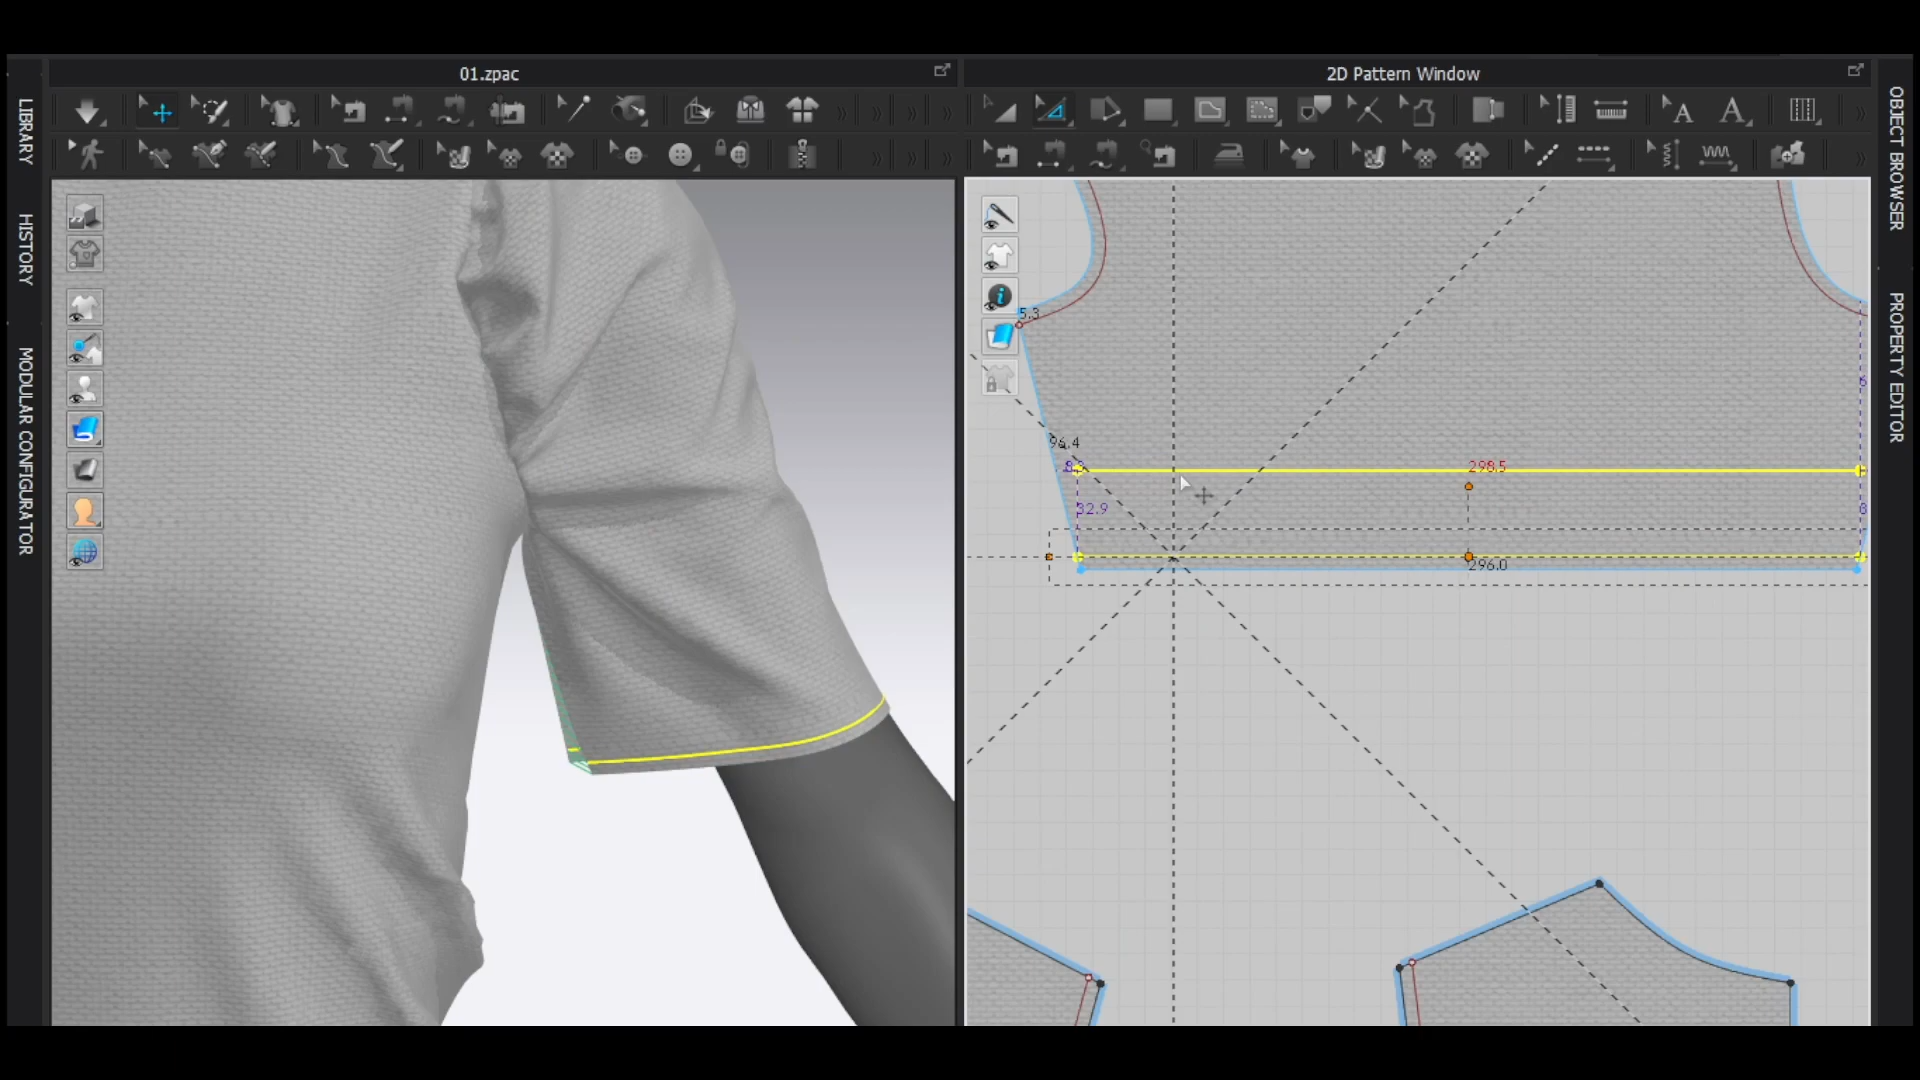 01.zpac
2D Pattern Window
LIBRARY
HISTORY
MODULAR CONFIGURATOR
OBJECT BROWSER
PROPERTY EDITOR
A
A
i
5.3
96.4
298.5
32.9
296.0